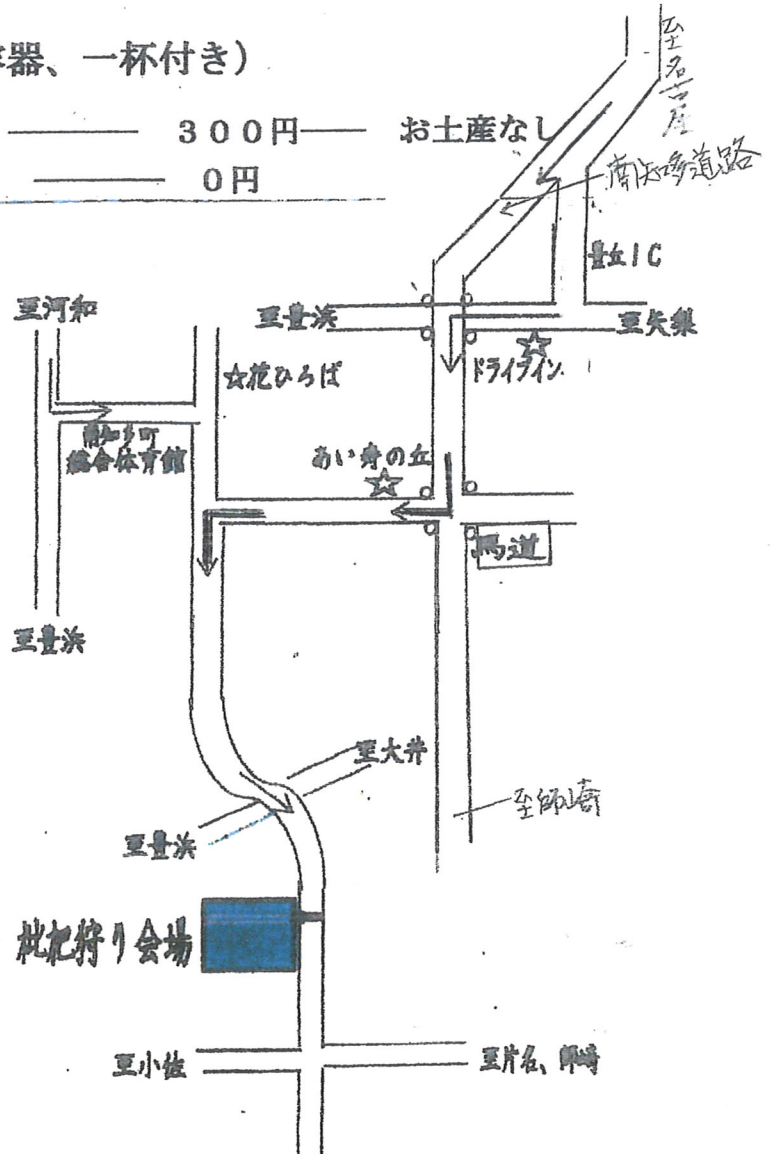 器、一杯付き）
３００円 お土産なし
０円
至名古屋
南知多道路
豊丘ＩＣ
至河和
至豊浜
至矢梨
☆花ひろば
ドライブイン
南知多町
総合体育館
あい寿の丘
馬道
至豊浜
至大井
至師崎
至豊浜
枇杷狩り会場
至小佐
至片名、師崎